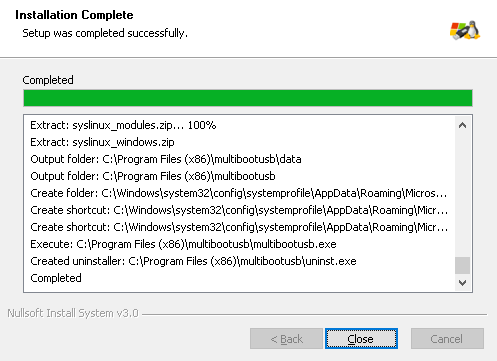 Installation Complete
Setup was completed successfully.
Completed
Extract: syslinux_modules.zip... 100%
Extract: syslinux_windows.zip
Output folder: C:\Program Files (x86)\multibootusb\data
Output folder: C:\Program Files (x86)\multibootusb
Create folder: C:\Windows\system32\config\systemprofile\AppData\Roaming\Micros...
Create shortcut: C:\Windows\system32\config\systemprofile\AppData\Roaming\Micr...
Create shortcut: C:\Windows\system32\config\systemprofile\AppData\Roaming\Micr...
Execute: C:\Program Files (x86)\multibootusb\multibootusb.exe
Created uninstaller: C:\Program Files (x86)\multibootusb\uninst.exe
Completed
Nullsoft Install System v3.0
< Back Close Cancel